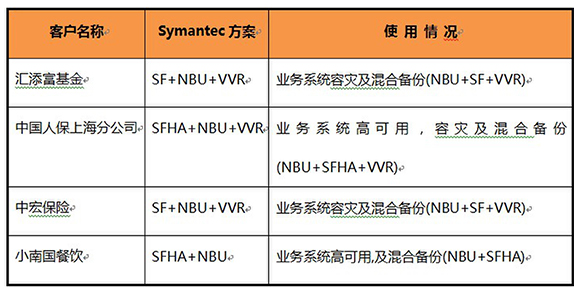 客户名称 Symantec 方案 使用情况
汇添富基金 SF+NBU+VVR 业务系统容灾及混合备份(NBU+SF+VVR)
中国人保上海分公司 SFHA+NBU+VVR 业务系统高可用，容灾及混合备份
(NBU+SFHA+VVR)
中宏保险 SF+NBU+VVR 业务系统容灾及混合备份(NBU+SF+VVR)
小南国餐饮 SFHA+NBU 业务系统高可用,及混合备份(NBU+SFHA)